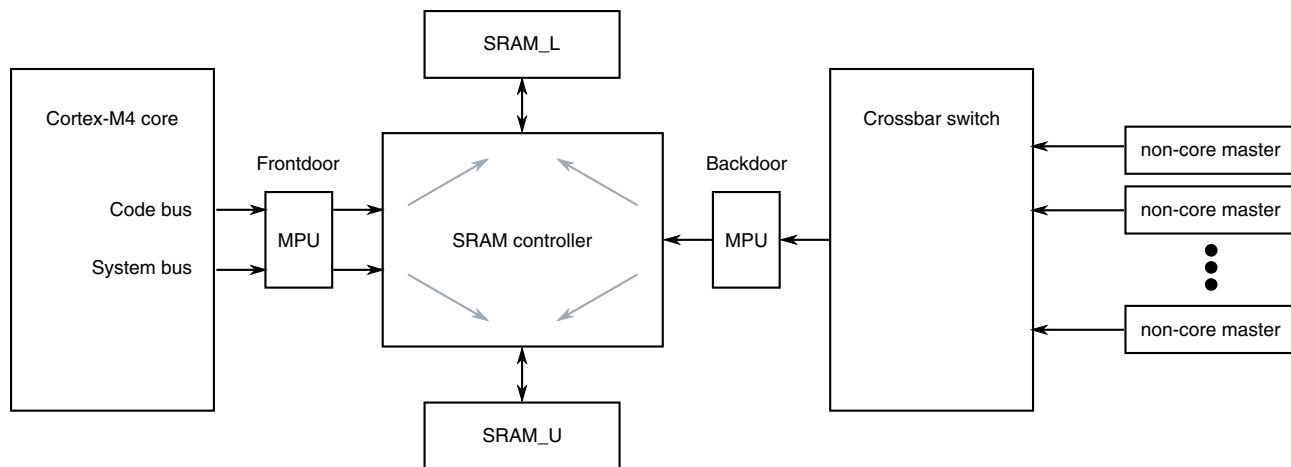 SRAM_L
Cortex-M4 core
Crossbar switch
non-core master
Frontdoor
Backdoor
non-core master
Code bus
MPU
SRAM controller
MPU
System bus
non-core master
SRAM_U